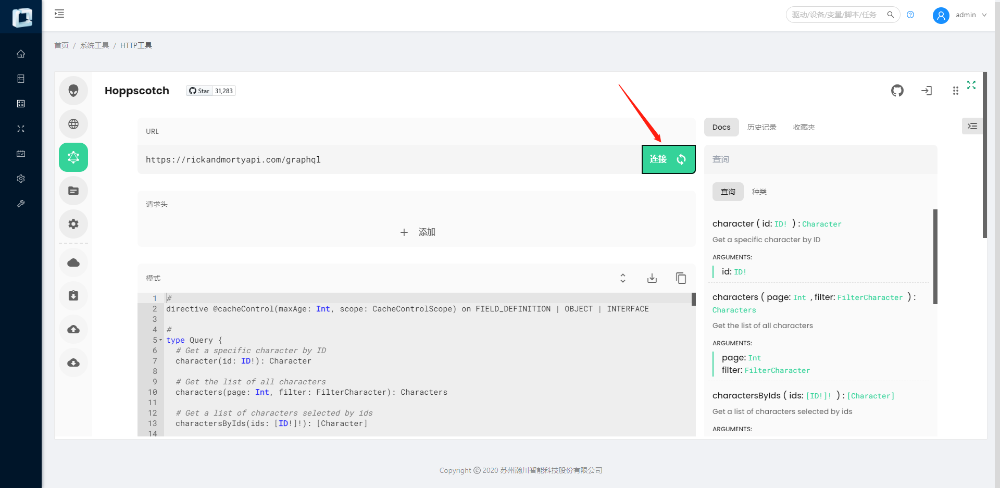 驱动/设备/变量/脚本/任务
admin
首页 / 系统工具 / HTTP工具
Hoppscotch
Star 31,283
URL
https://rickandmortyapi.com/graphql
连接
请求头
添加
模式
1 #
2 directive @cacheControl(maxAge: Int, scope: CacheControlScope) on FIELD_DEFINITION | OBJECT | INTERFACE
3
4 #
5 type Query {
6 # Get a specific character by ID
7 character(id: ID!): Character
8
9 # Get the list of all characters
10 characters(page: Int, filter: FilterCharacter): Characters
11
12 # Get a list of characters selected by ids
13 charactersByIds(ids: [ID!]!): [Character]
14
Docs 历史记录 收藏夹
查询
查询 种类
character ( id: ID! ) : Character
Get a specific character by ID
ARGUMENTS:
id: ID!
characters ( page: Int , filter: FilterCharacter ) :
Characters
Get the list of all characters
ARGUMENTS:
page: Int
filter: FilterCharacter
charactersByIds ( ids: [ID!]! ) : [Character]
Get a list of characters selected by ids
ARGUMENTS:
Copyright © 2020 苏州瀚川智能科技股份有限公司